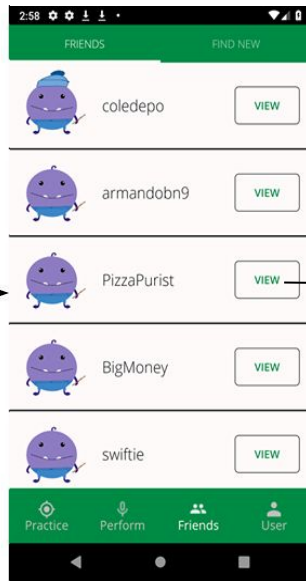 2:58
FRIENDS FIND NEW
coledepo VIEW
armandobn9 VIEW
PizzaPurist VIEW
BigMoney VIEW
swiftie VIEW
Practice Perform Friends User